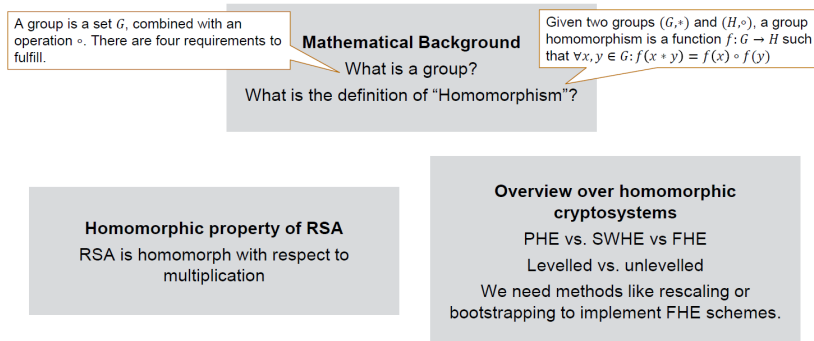 A group is a set 𝐺, combined with an
operation ∘. There are four requirements to
fulfill.
Given two groups (𝐺,∗) and (𝐻,∘), a group
homomorphism is a function 𝑓: 𝐺 → 𝐻 such
that ∀𝑥, 𝑦 ∈ 𝐺: 𝑓(𝑥 ∗ 𝑦) = 𝑓(𝑥) ∘ 𝑓(𝑦)
Mathematical Background
What is a group?
What is the definition of “Homomorphism”?
Homomorphic property of RSA
RSA is homomorph with respect to
multiplication
Overview over homomorphic
cryptosystems
PHE vs. SWHE vs FHE
Levelled vs. unlevelled
We need methods like rescaling or
bootstrapping to implement FHE schemes.